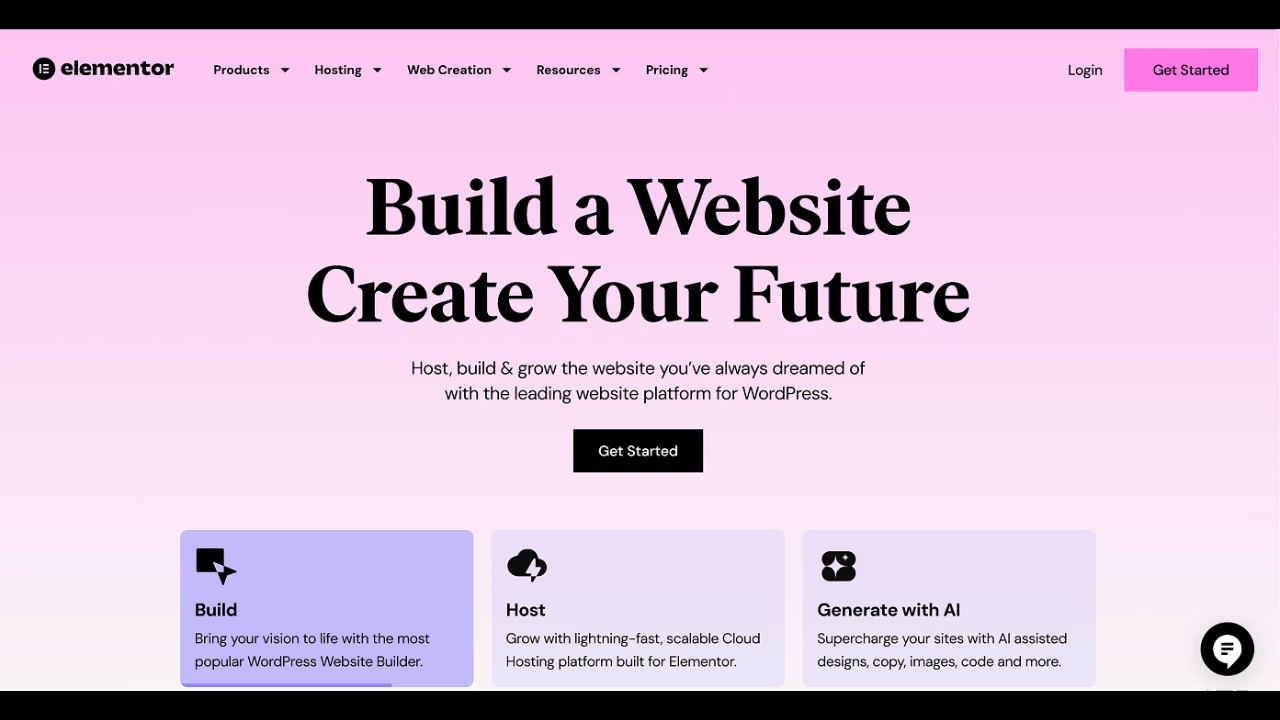 elementor
Products
Hosting
Web Creation
Resources
Pricing
Login
Get Started
Build a Website
Create Your Future
Host, build & grow the website you’ve always dreamed of
with the leading website platform for WordPress.
Get Started
Build
Bring your vision to life with the most
popular WordPress Website Builder.
Host
Grow with lightning-fast, scalable Cloud
Hosting platform built for Elementor.
Generate with AI
Supercharge your sites with AI assisted
designs, copy, images, code and more.